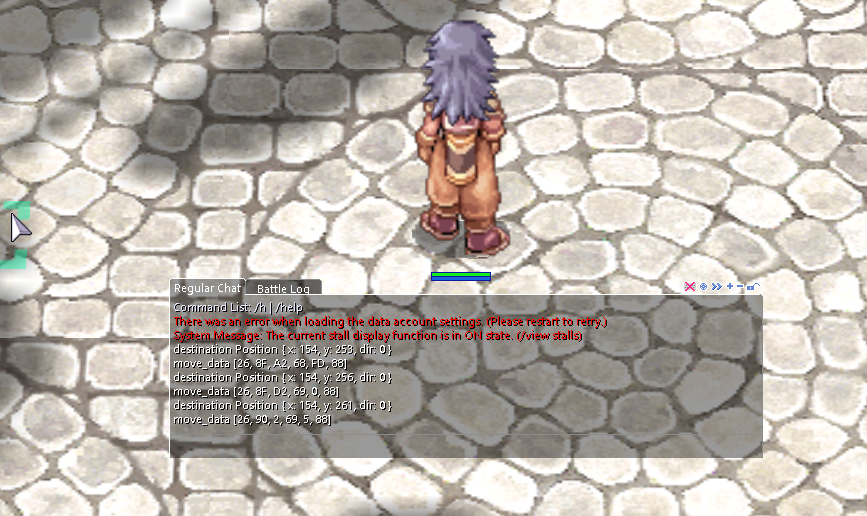 Regular Chat
Battle Log
Command List: /h | /help
There was an error when loading the data account settings. (Please restart to retry.)
System Message: The current stall display function is in ON state. (/view stalls)
destination Position { x: 154, y: 253, dir: 0 }
move_data [26, 8F, A2, 68, FD, 88]
destination Position { x: 154, y: 256, dir: 0 }
move_data [26, 8F, D2, 69, 0, 88]
destination Position { x: 154, y: 261, dir: 0 }
move_data [26, 90, 2, 69, 5, 88]